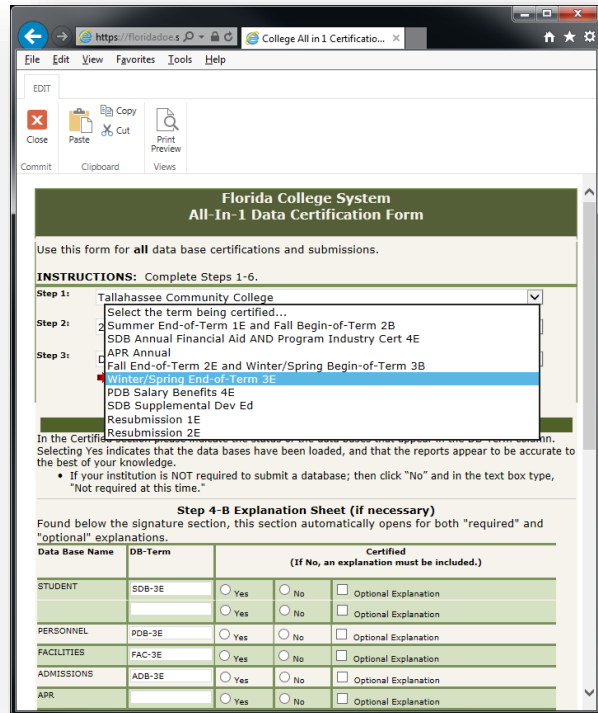 https://floridadoe.s
College All in 1 Certificatio...
File Edit View Favorites Tools Help
EDIT
Close
Paste
Copy
Cut
Print Preview
Commit Clipboard Views
Florida College System
All-In-1 Data Certification Form
Use this form for all data base certifications and submissions.
INSTRUCTIONS: Complete Steps 1-6.
Step 1: Tallahassee Community College
Select the term being certified...
Step 2: 2
Summer End-of-Term 1E and Fall Begin-of-Term 2B
SDB Annual Financial Aid AND Program Industry Cert 4E
Step 3: D
APR Annual
Fall End-of-Term 2E and Winter/Spring Begin-of-Term 3B
Winter/Spring End-of-Term 3E
PDB Salary Benefits 4E
SDB Supplemental Dev Ed
Resubmission 1E
Resubmission 2E
In the Certified section please indicate the status of the data bases that appear in the DB-Term column.
Selecting Yes indicates that the data bases have been loaded, and that the reports appear to be accurate to
the best of your knowledge.
• If your institution is NOT required to submit a database; then click "No" and in the text box type,
"Not required at this time."
Step 4-B Explanation Sheet (if necessary)
Found below the signature section, this section automatically opens for both "required" and
"optional" explanations.
Data Base Name DB-Term Certified
(If No, an explanation must be included.)
STUDENT SDB-3E Yes No Optional Explanation
Yes No Optional Explanation
PERSONNEL PDB-3E Yes No Optional Explanation
FACILITIES FAC-3E Yes No Optional Explanation
ADMISSIONS ADB-3E Yes No Optional Explanation
APR Yes No Optional Explanation